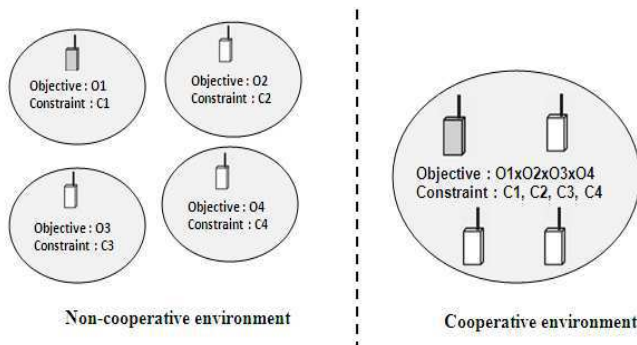 Objective : O1
Constraint : C1
Objective : O2
Constraint : C2
Objective : O3
Constraint : C3
Objective : O4
Constraint : C4
Non-cooperative environment
Objective : O1xO2xO3xO4
Constraint : C1, C2, C3, C4
Cooperative environment